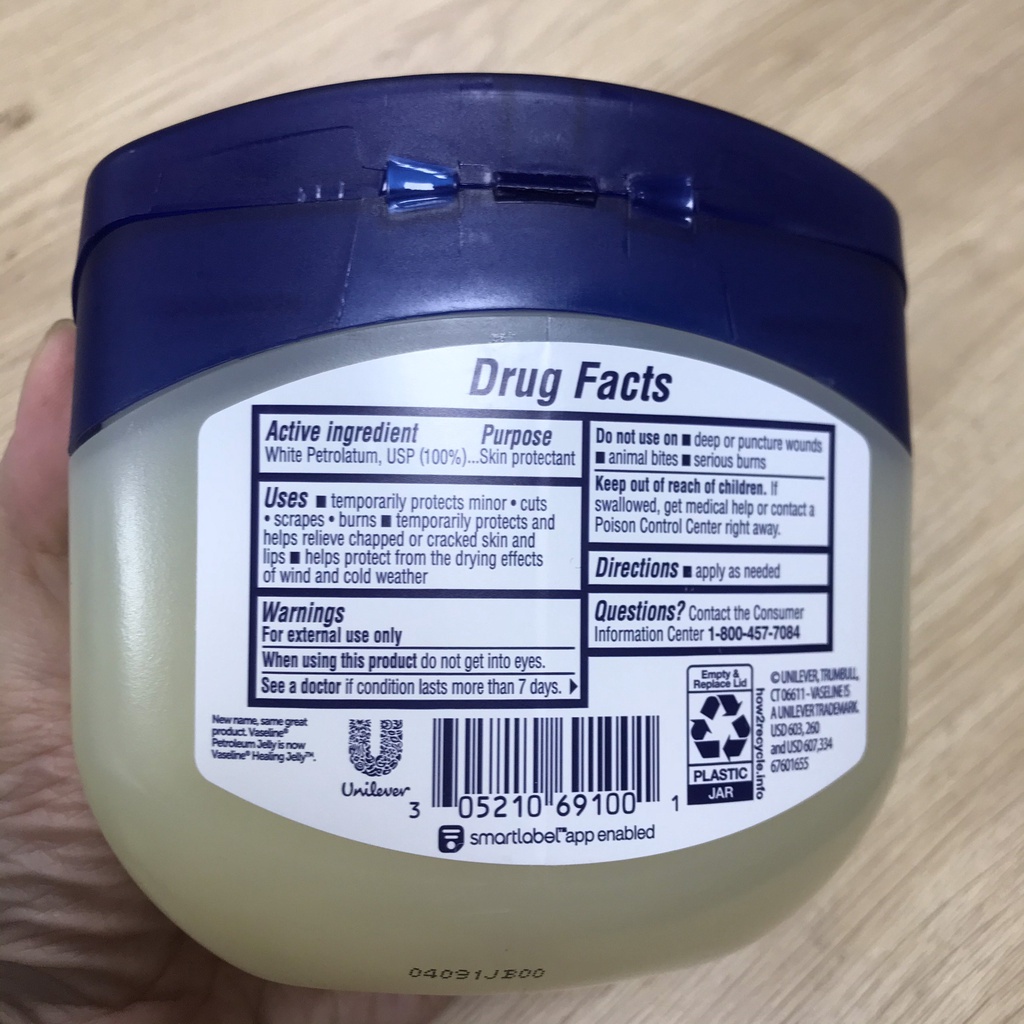 Drug Facts
Active ingredient Purpose
White Petrolatum, USP (100%)...Skin protectant
Uses ■ temporarily protects minor • cuts
• scrapes • burns ■ temporarily protects and
helps relieve chapped or cracked skin and
lips ■ helps protect from the drying effects
of wind and cold weather
Warnings
For external use only
When using this product do not get into eyes.
See a doctor if condition lasts more than 7 days.
Do not use on ■ deep or puncture wounds
■ animal bites ■ serious burns
Keep out of reach of children. If
swallowed, get medical help or contact a
Poison Control Center right away.
Directions ■ apply as needed
Questions? Contact the Consumer
Information Center 1-800-457-7084
New name, same great
product. Vaseline®
Petroleum Jelly is now
Vaseline® Healing Jelly™.
U
Unilever
3 05210 69100 1
smartlabel™ app enabled
Empty &
Replace Lid
PLASTIC
JAR
how2recycle.info
© UNILEVER, TRUMBULL,
CT 06611 - VASELINE IS
A UNILEVER TRADEMARK.
USD 603,260
and USD 607,334
67601655
04091JB00